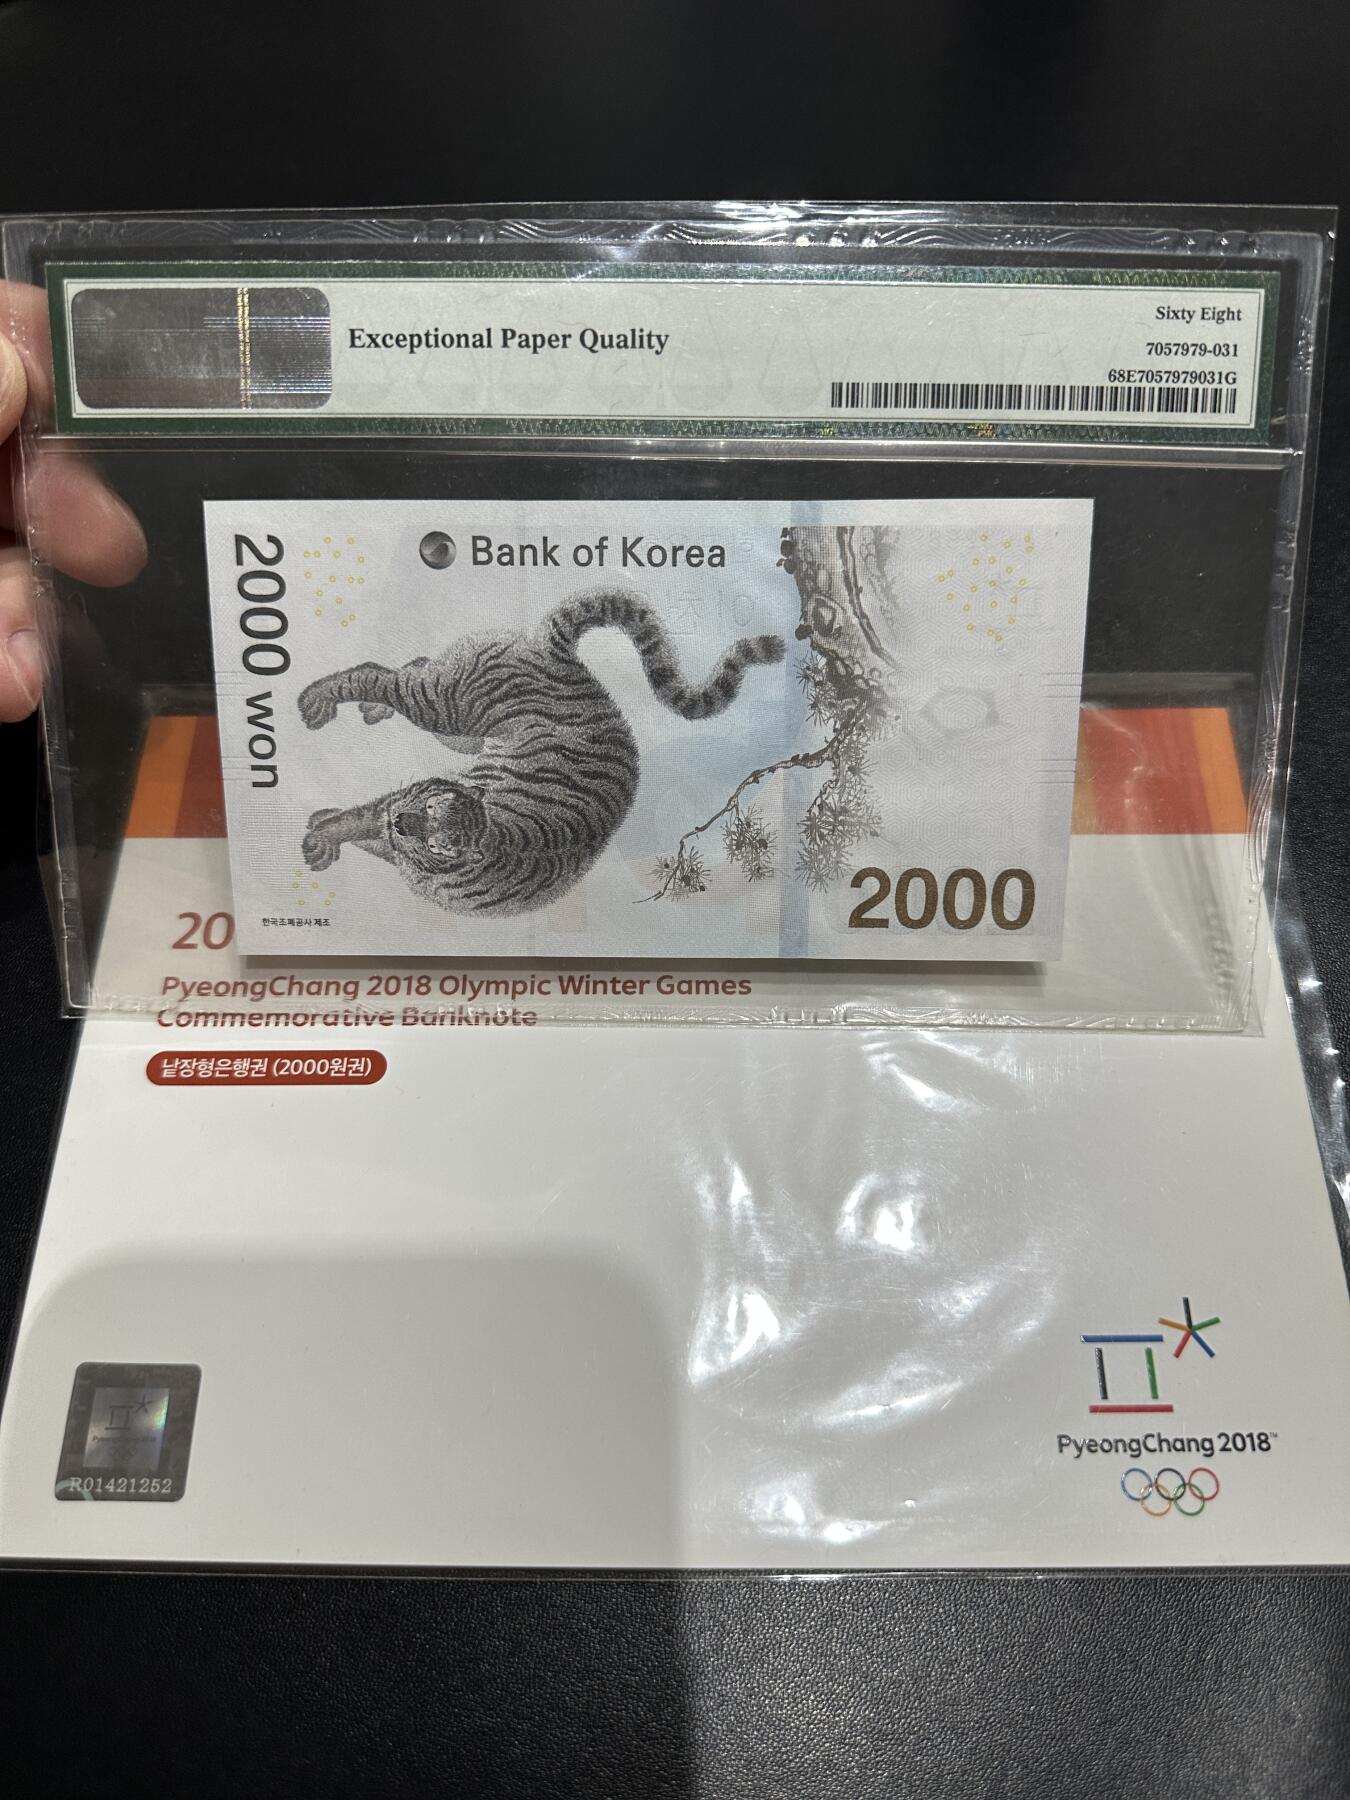 Exceptional Paper Quality
Sixty Eight
7057979-031
68E7057979031G
Bank of Korea
2000 won
2000
한국조폐공사 제조
20
PyeongChang 2018 Olympic Winter Games
Commemorative Banknote
낱장형은행권 (2000원권)
R01421252
PyeongChang 2018™